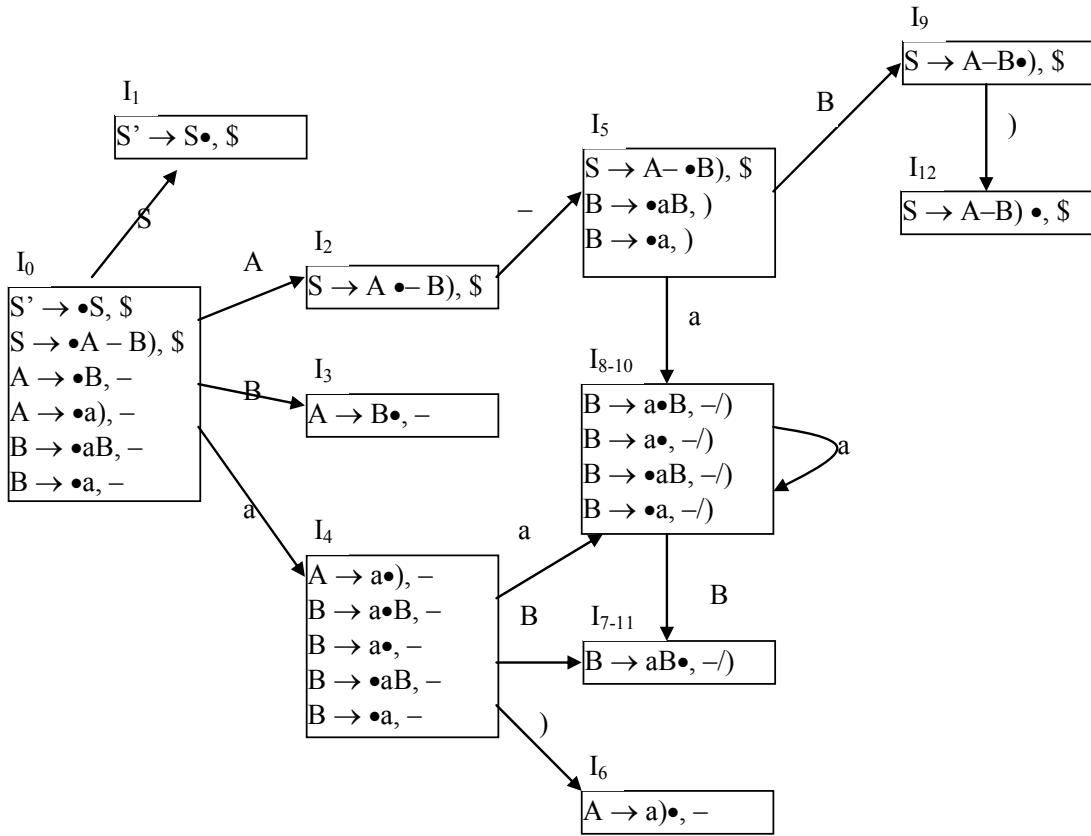 I9
S → A–B•), $
)
I12
S → A–B) •, $
B
I1
S’ → S•, $
S
I5
S → A– •B), $
B → •aB, )
B → •a, )
–
I0
S’ → •S, $
S → •A – B), $
A → •B, –
A → •a), –
B → •aB, –
B → •a, –
A
I2
S → A •– B), $
B
I3
A → B•, –
a
I8-10
B → a•B, –/)
B → a•, –/)
B → •aB, –/)
B → •a, –/)
a
a
I4
A → a•), –
B → a•B, –
B → a•, –
B → •aB, –
B → •a, –
a
B
B
I7-11
B → aB•, –/)
)
I6
A → a)•, –